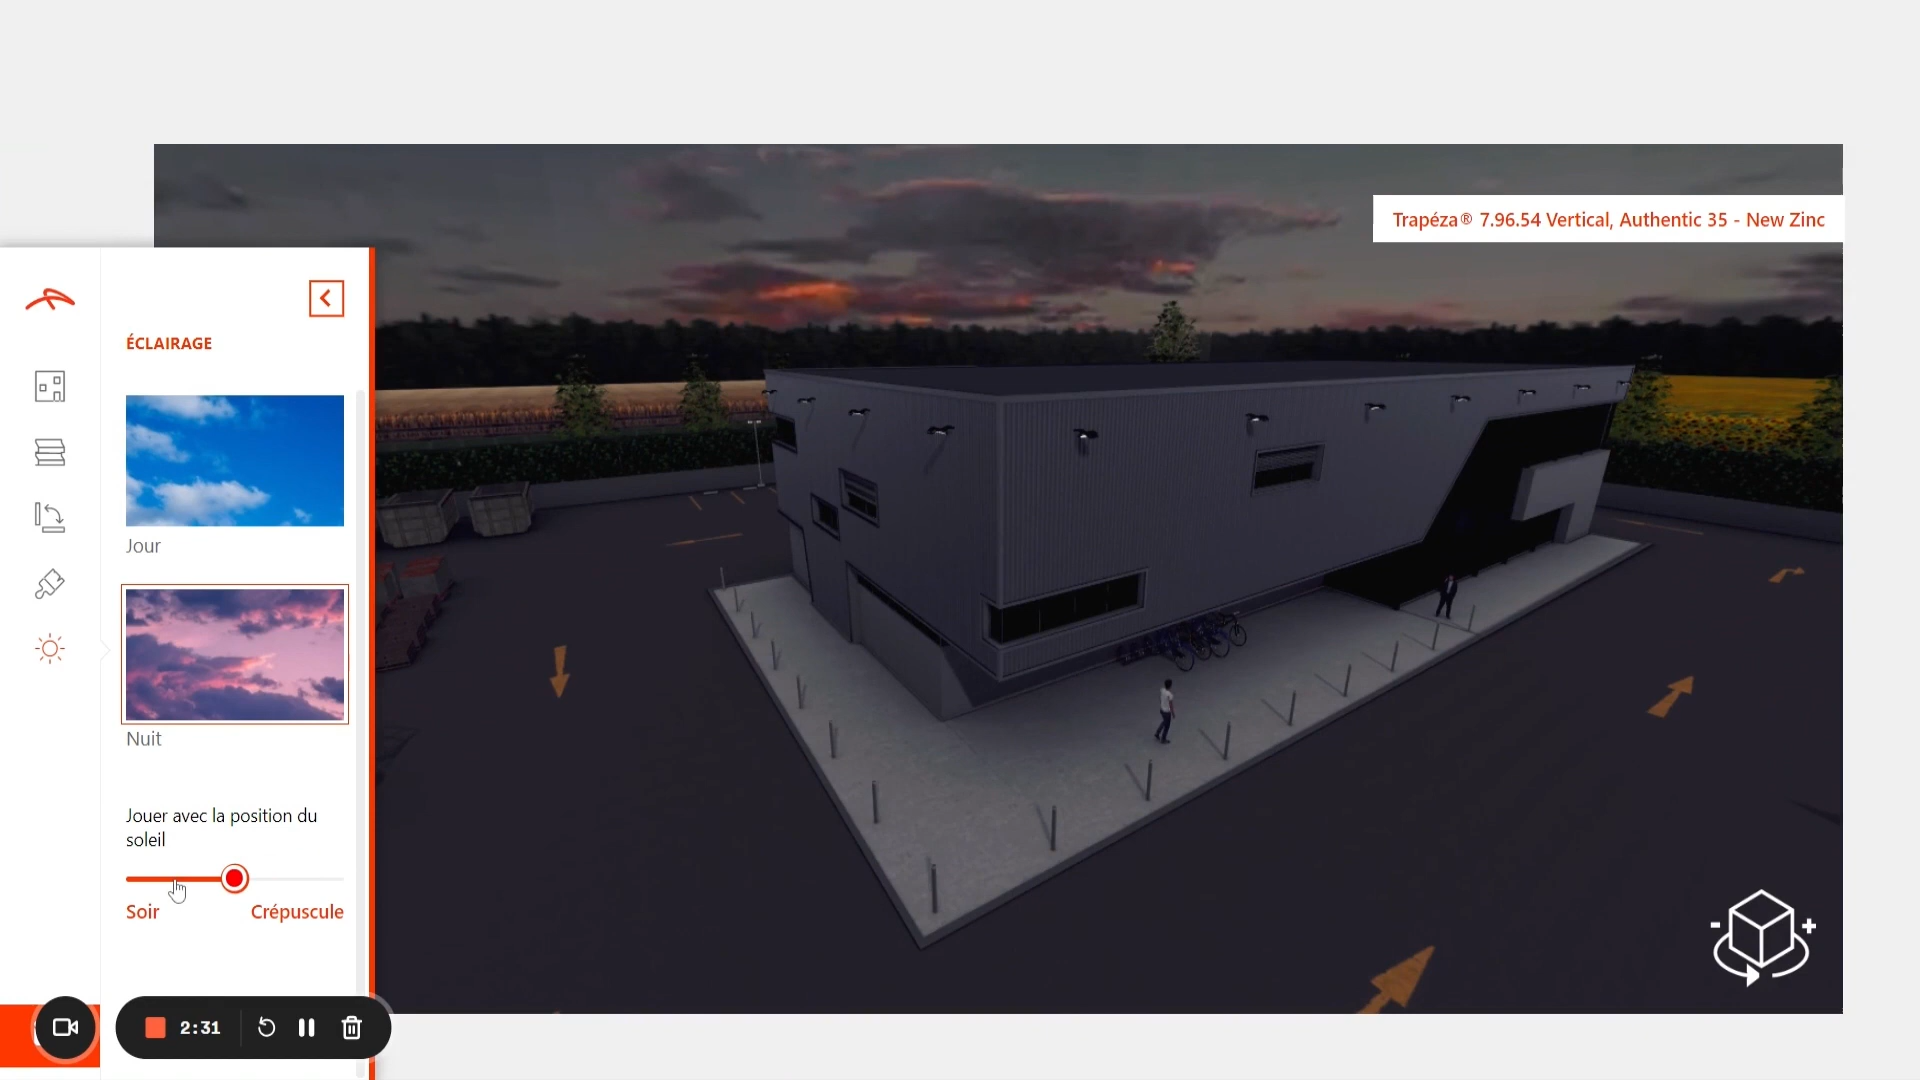 Trapéza® 7.96.54 Vertical, Authentic 35 - New Zinc
ÉCLAIRAGE
Jour
Nuit
Jouer avec la position du
soleil
Soir
Crépuscule
2:31